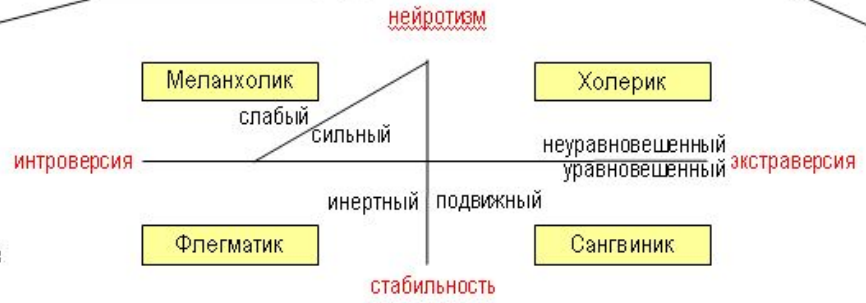 нейротизм
Меланхолик
Холерик
слабый
сильный
неуравновешенный
интроверсия
экстраверсия
уравновешенный
инертный
подвижный
Флегматик
Сангвиник
стабильность